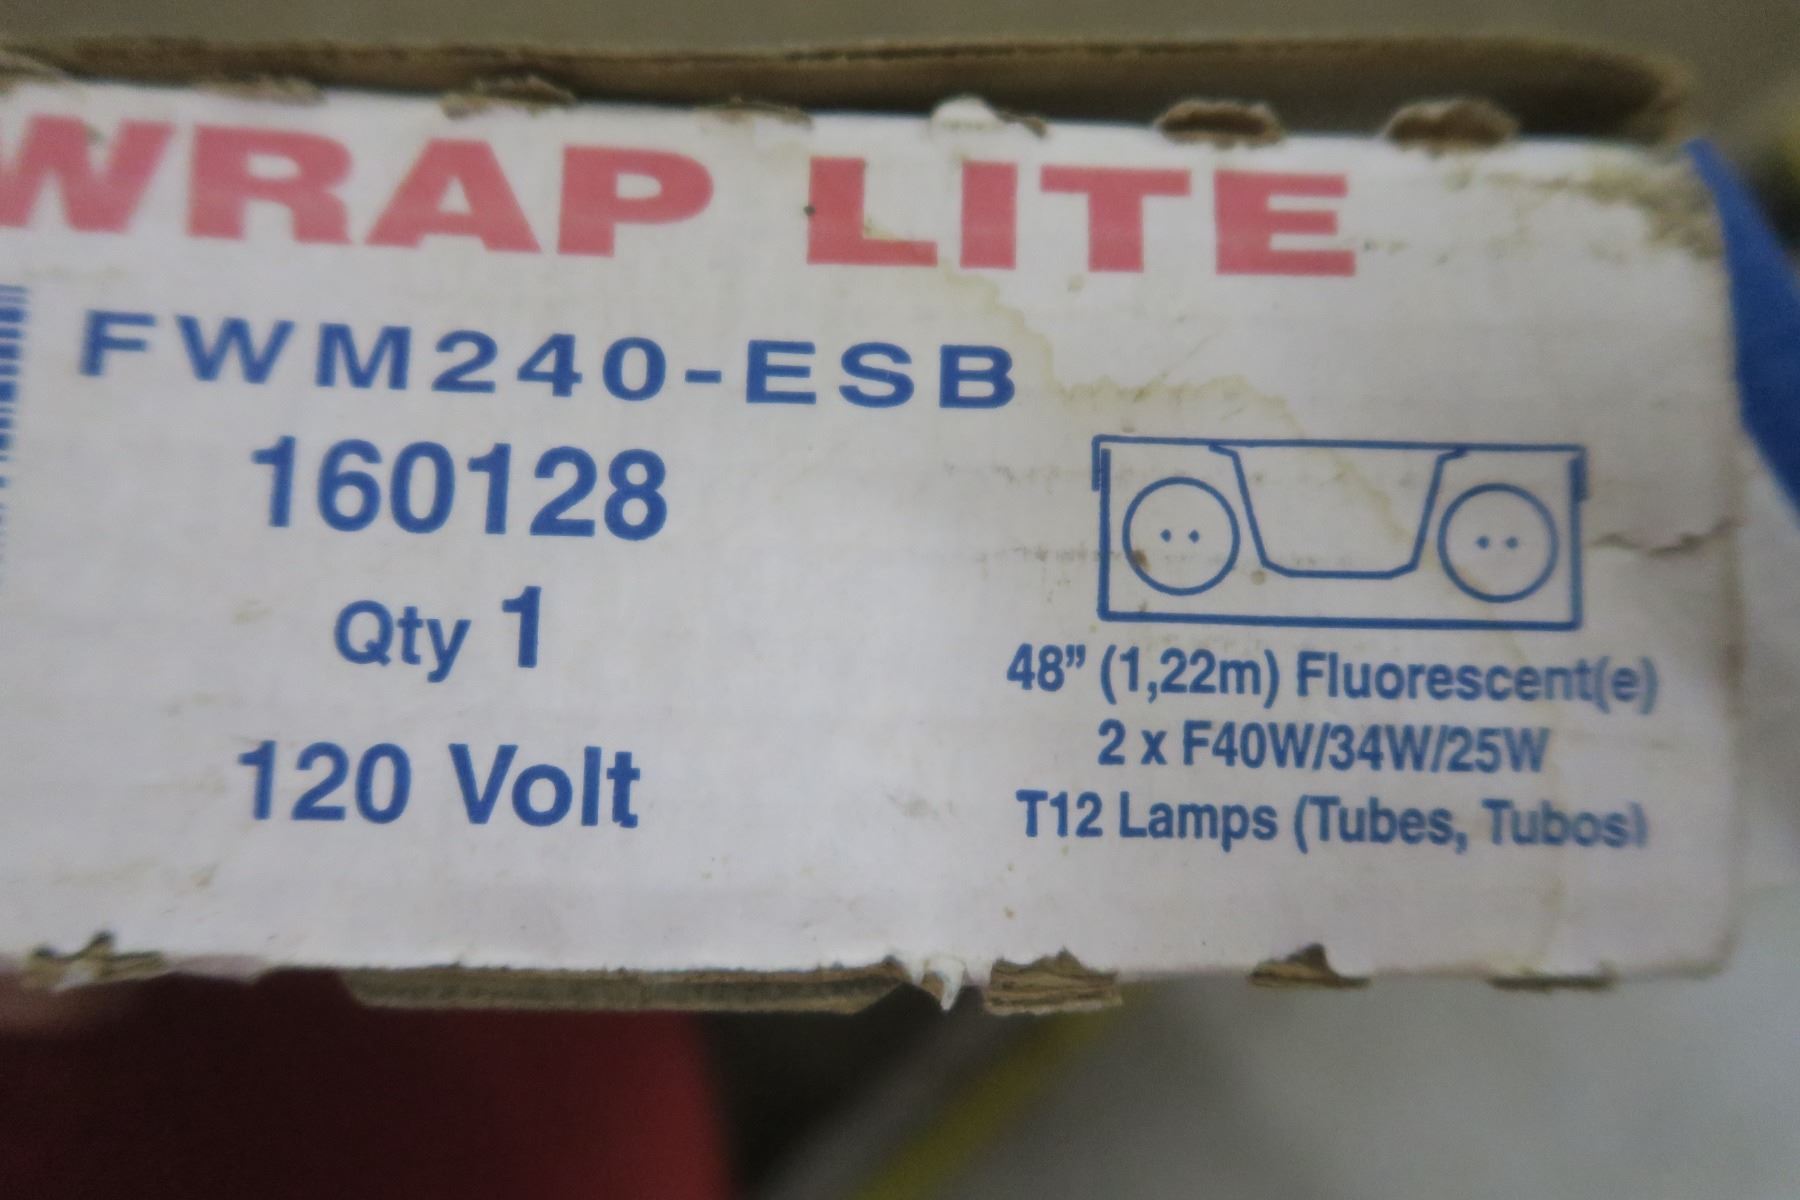 WRAP LITE
FWM240-ESB
160128
Qty 1
120 Volt
48” (1,22m) Fluorescent(e)
2 x F40W/34W/25W
T12 Lamps (Tubes, Tubos)